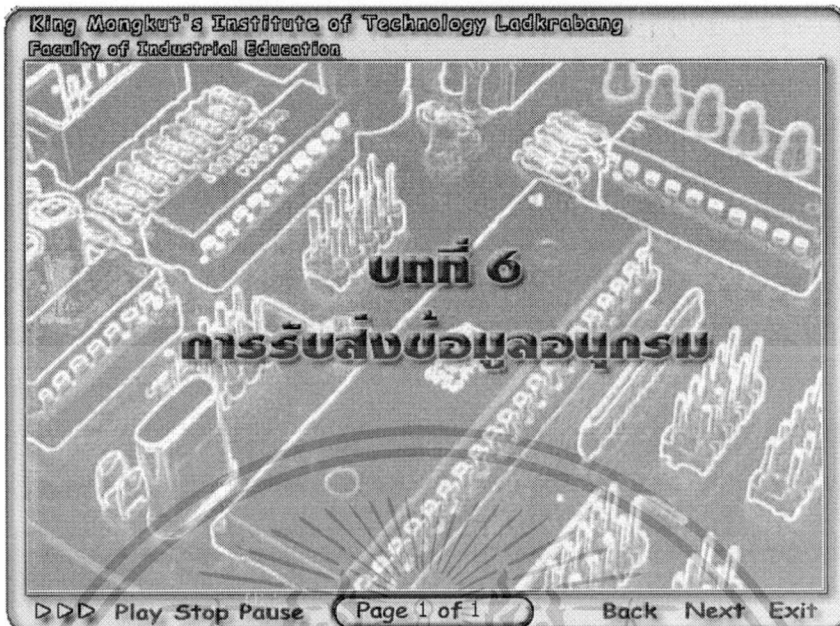 King Mongkut's Institute of Technology Ladkrabang
Faculty of Industrial Education
บทที่ 6
การรับส่งข้อมูลอนุกรม
Play Stop Pause Page 1 of 1 Back Next Exit